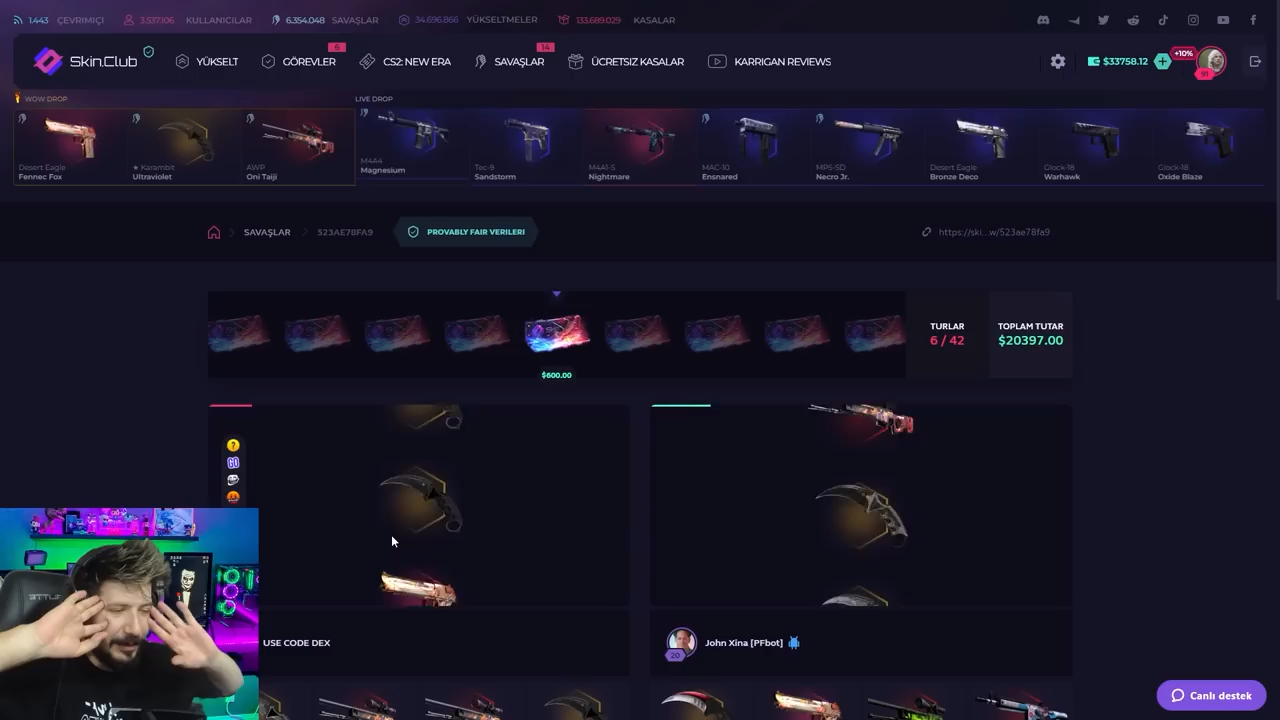 1.443 ÇEVRIMIÇI 3.537.106 KULLANICILAR 6.354.048 SAVAŞLAR 34.696.866 YÜKSELTMELER 133.689.029 KASALAR
Skin.Club YÜKSELT GÖREVLER 6 CS2: NEW ERA SAVAŞLAR 14 ÜCRETSIZ KASALAR KARRIGAN REVIEWS $33758.12 +10% 91
WOW DROP LIVE DROP
Desert Eagle
Fennec Fox
★ Karambit
Ultraviolet
AWP
Oni Taiji
M4A4
Magnesium
Tec-9
Sandstorm
M4A1-S
Nightmare
MAC-10
Ensnared
MP5-SD
Necro Jr.
Desert Eagle
Bronze Deco
Glock-18
Warhawk
Glock-18
Oxide Blaze
SAVAŞLAR 523AE78FA9 PROVABLY FAIR VERILERI https://ski...w/523ae78fa9
TURLAR
6 / 42
TOPLAM TUTAR
$20397.00
$600.00
GO
USE CODE DEX
John Xina [PFbot]
20
Canlı destek